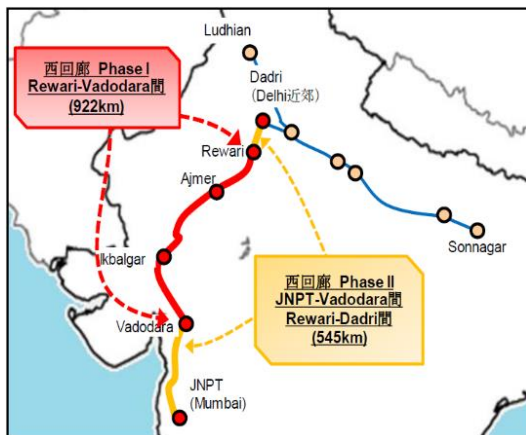 Ludhian
西回廊 Phase I
Rewari-Vadodara間
(922km)
Dadri
(Delhi近郊)
Rewari
Ajmer
Ikbalgar
Sonnagar
西回廊 Phase II
JNPT-Vadodara間
Rewari-Dadri間
(545km)
Vadodara
JNPT
(Mumbai)